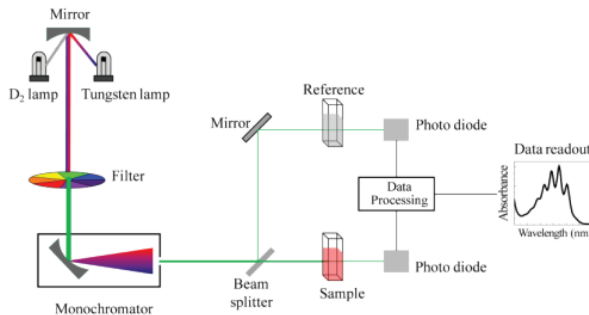 Mirror
D₂ lamp
Tungsten lamp
Filter
Monochromator
Beam
splitter
Mirror
Reference
Sample
Photo diode
Data
Processing
Photo diode
Data readout
Absorbance
Wavelength (nm